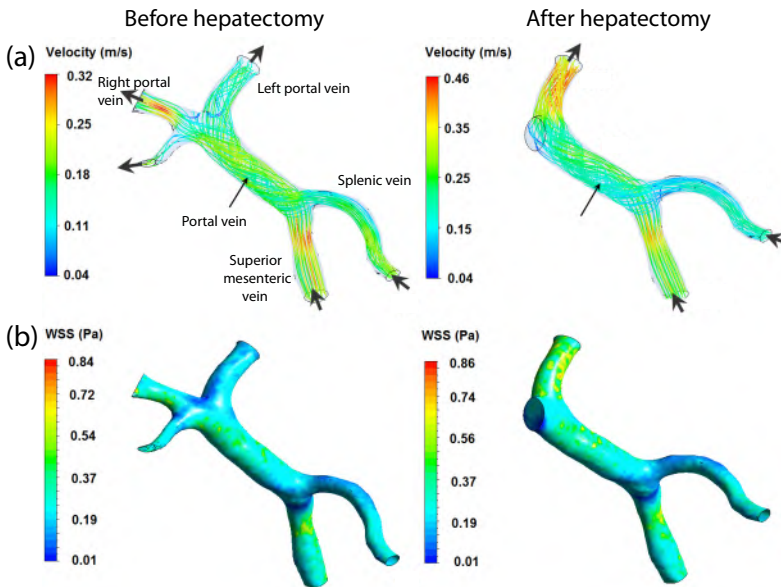 Before hepatectomy
After hepatectomy
(a)
Velocity (m/s)
0.32
0.25
0.18
0.11
0.04
Right portal
vein
Left portal vein
Splenic vein
Portal vein
Superior
mesenteric
vein
Velocity (m/s)
0.46
0.35
0.25
0.15
0.04
(b)
WSS (Pa)
0.84
0.72
0.54
0.37
0.19
0.01
WSS (Pa)
0.86
0.74
0.56
0.37
0.19
0.01